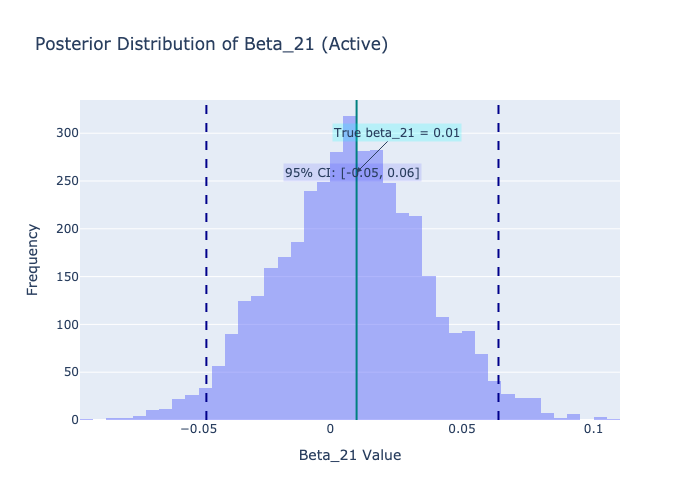 Posterior Distribution of Beta_21 (Active)
True beta_21 = 0.01
95% CI: [-0.05, 0.06]
Frequency
300
250
200
150
100
50
0
−0.05
0
0.05
0.1
Beta_21 Value